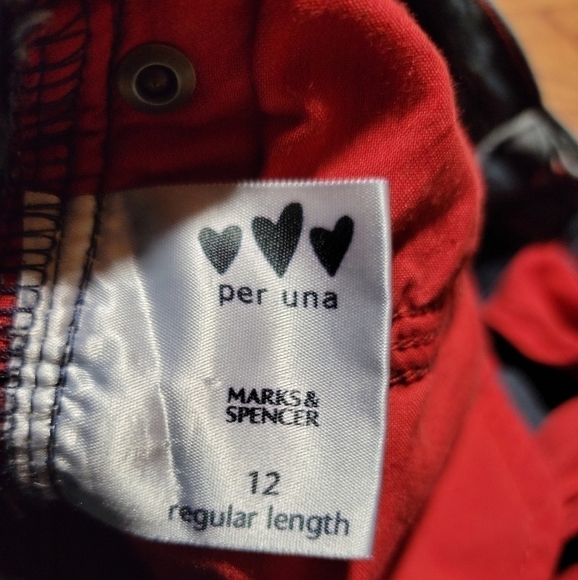 per una
MARKS &
SPENCER
12
regular length